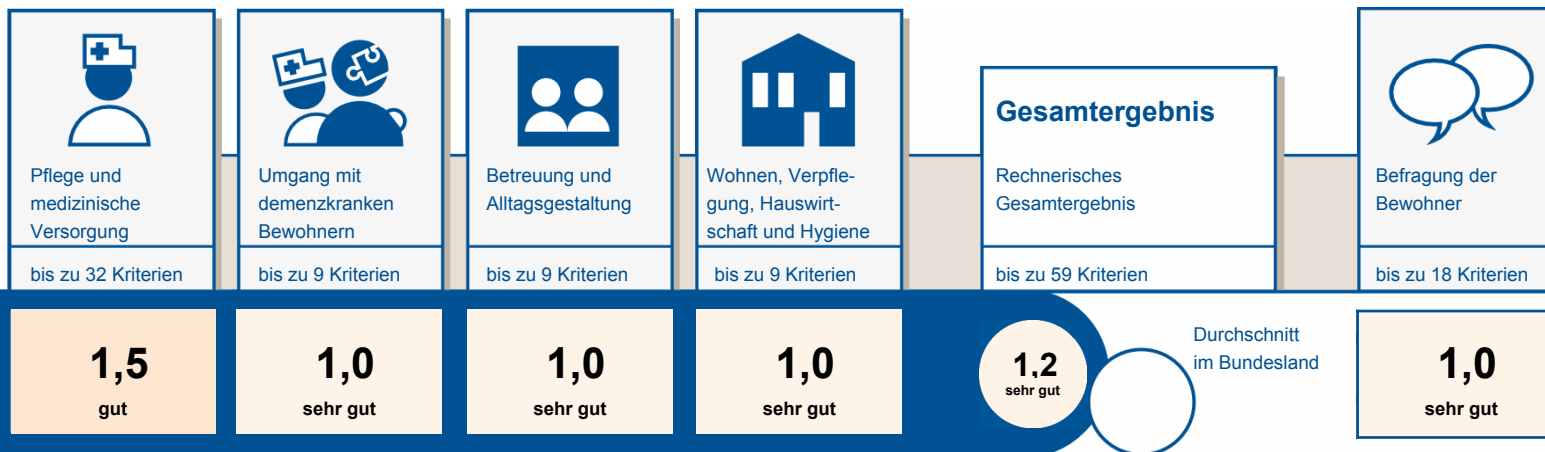 Pflege und
medizinische
Versorgung
bis zu 32 Kriterien
1,5
gut
Umgang mit
demenzkranken
Bewohnern
bis zu 9 Kriterien
1,0
sehr gut
Betreuung und
Alltagsgestaltung
bis zu 9 Kriterien
1,0
sehr gut
Wohnen, Verpfle-
gung, Hauswirt-
schaft und Hygiene
bis zu 9 Kriterien
1,0
sehr gut
Gesamtergebnis
Rechnerisches
Gesamtergebnis
bis zu 59 Kriterien
1,2
sehr gut
Durchschnitt
im Bundesland
Befragung der
Bewohner
bis zu 18 Kriterien
1,0
sehr gut